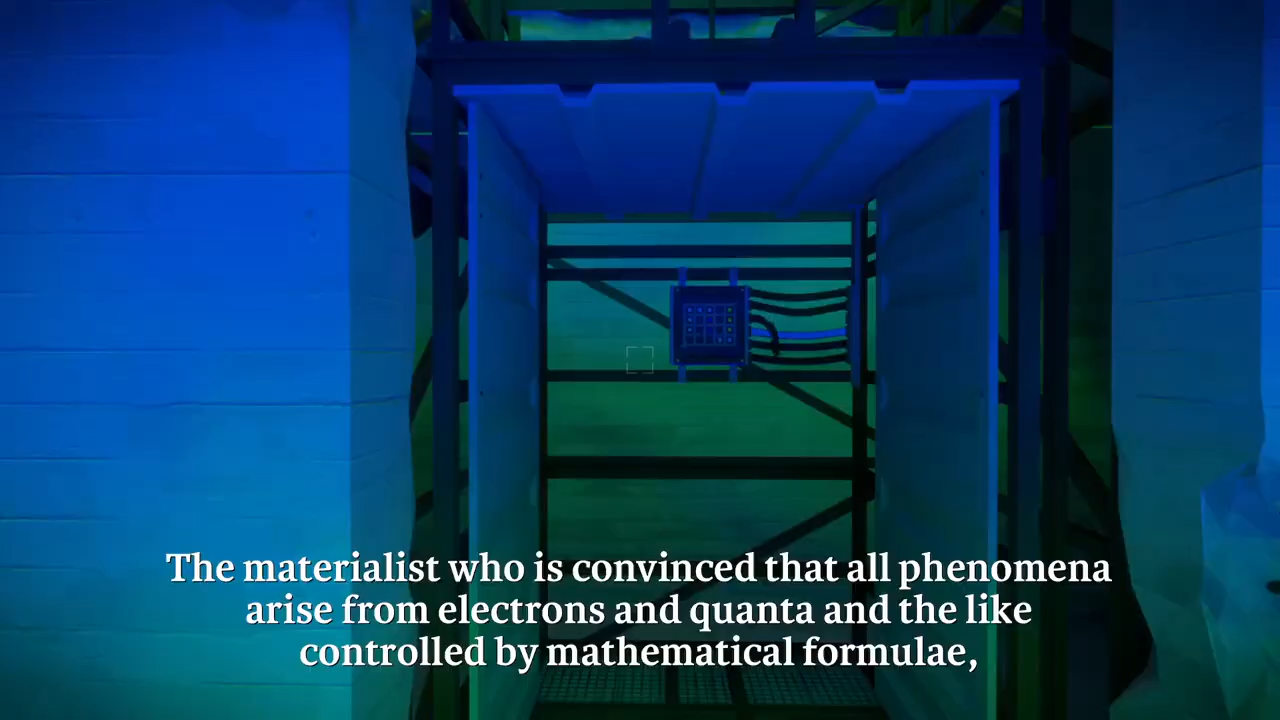 The materialist who is convinced that all phenomena
arise from electrons and quanta and the like
controlled by mathematical formulae,